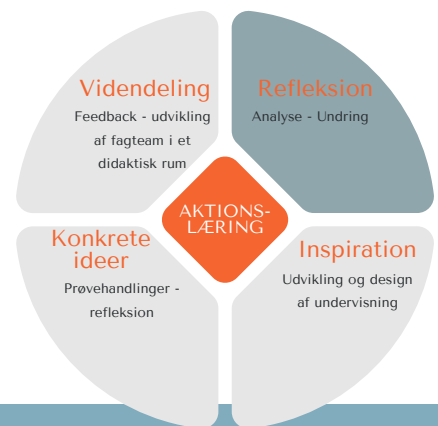 Videndeling
Feedback - udvikling
af fagteam i et
didaktisk rum
Refleksion
Analyse - Undring
AKTIONS-
LÆRING
Konkrete
ideer
Prøvehandlinger -
refleksion
Inspiration
Udvikling og design
af undervisning